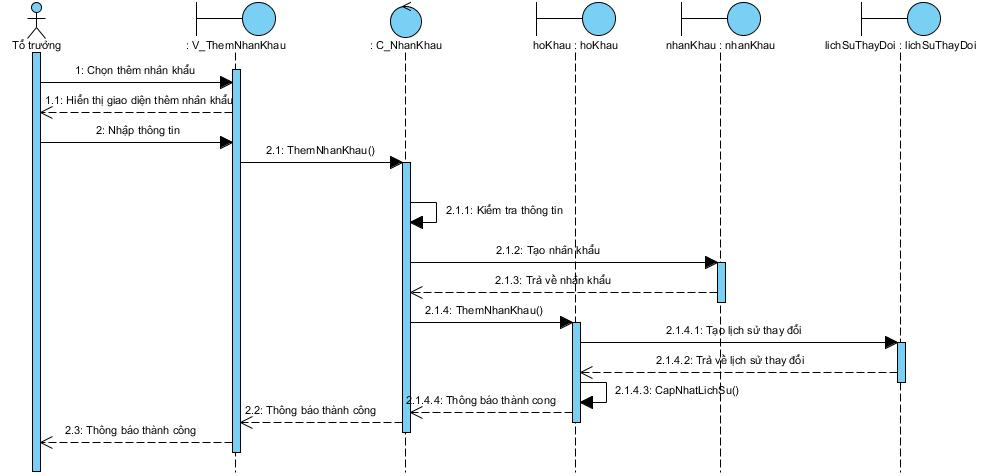 Tổ trưởng
: V_ThemNhanKhau
: C_NhanKhau
hoKhau : hoKhau
nhanKhau : nhanKhau
lichSuThayDoi : lichSuThayDoi
1: Chọn thêm nhân khẩu
1.1: Hiển thị giao diện thêm nhân khẩu
2: Nhập thông tin
2.1: ThemNhanKhau()
2.1.1: Kiểm tra thông tin
2.1.2: Tạo nhân khẩu
2.1.3: Trả về nhân khẩu
2.1.4: ThemNhanKhau()
2.1.4.1: Tạo lịch sử thay đổi
2.1.4.2: Trả về lịch sử thay đổi
2.1.4.3: CapNhatLichSu()
2.1.4.4: Thông báo thành cong
2.2: Thông báo thành công
2.3: Thông báo thành công